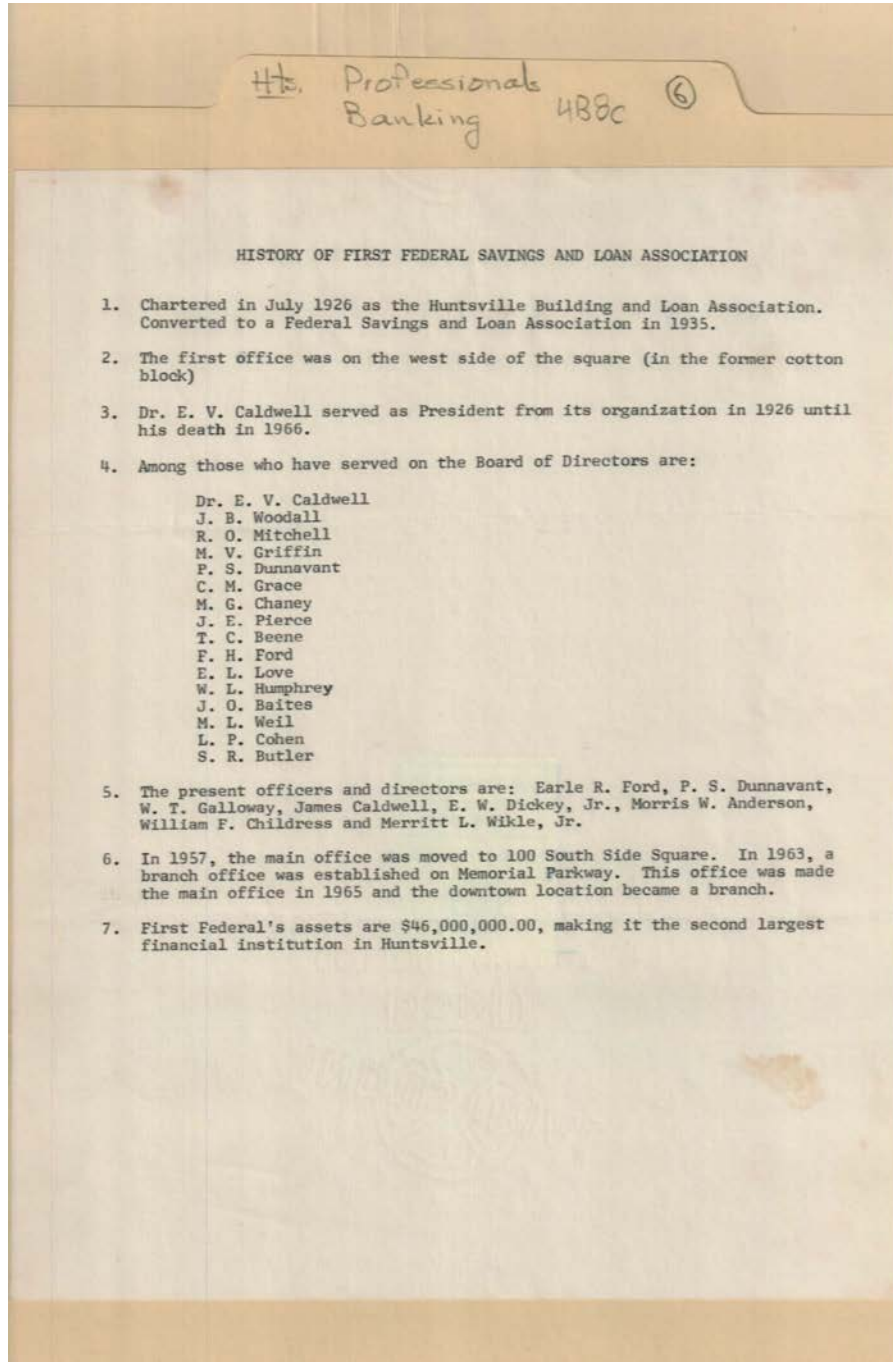 Hts. Professionals
Banking 4B8c 6
HISTORY OF FIRST FEDERAL SAVINGS AND LOAN ASSOCIATION
1. Chartered in July 1926 as the Huntsville Building and Loan Association.
Converted to a Federal Savings and Loan Association in 1935.
2. The first office was on the west side of the square (in the former cotton
block)
3. Dr. E. V. Caldwell served as President from its organization in 1926 until
his death in 1966.
4. Among those who have served on the Board of Directors are:
Dr. E. V. Caldwell
J. B. Woodall
R. O. Mitchell
M. V. Griffin
P. S. Dunnavant
C. M. Grace
M. G. Chaney
J. E. Pierce
T. C. Beene
F. H. Ford
E. L. Love
W. L. Humphrey
J. O. Baites
M. L. Weil
L. P. Cohen
S. R. Butler
5. The present officers and directors are: Earle R. Ford, P. S. Dunnavant,
W. T. Galloway, James Caldwell, E. W. Dickey, Jr., Morris W. Anderson,
William F. Childress and Merritt L. Wikle, Jr.
6. In 1957, the main office was moved to 100 South Side Square. In 1963, a
branch office was established on Memorial Parkway. This office was made
the main office in 1965 and the downtown location became a branch.
7. First Federal's assets are $46,000,000.00, making it the second largest
financial institution in Huntsville.